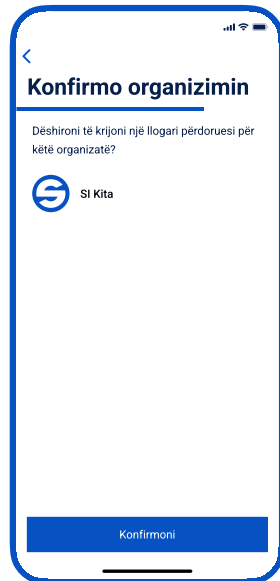 Konfirmo organizimin
Dëshironi të krijoni një llogari përdoruesi për
këtë organizatë?
SI Kita
Konfirmoni